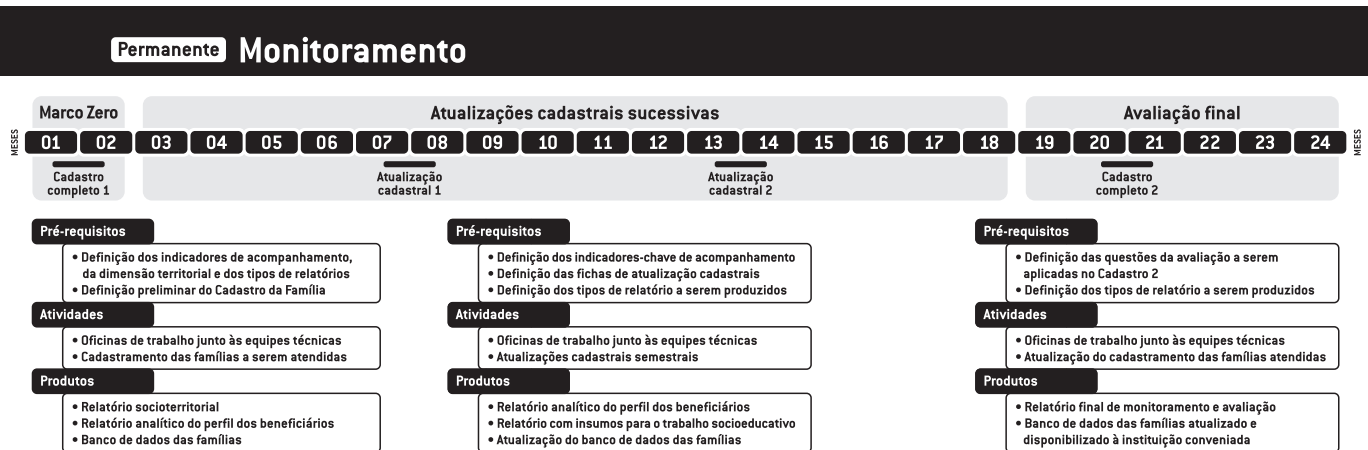 Permanente Monitoramento
Marco Zero
Atualizações cadastrais sucessivas
Avaliação final
MESES 01 02 03 04 05 06 07 08 09 10 11 12 13 14 15 16 17 18 19 20 21 22 23 24 MESES
Cadastro
completo 1
Atualização
cadastral 1
Atualização
cadastral 2
Cadastro
completo 2
Pré-requisitos
• Definição dos indicadores de acompanhamento,
da dimensão territorial e dos tipos de relatórios
• Definição preliminar do Cadastro da Família
Atividades
• Oficinas de trabalho junto às equipes técnicas
• Cadastramento das famílias a serem atendidas
Produtos
• Relatório socioterritorial
• Relatório analítico do perfil dos beneficiários
• Banco de dados das famílias
Pré-requisitos
• Definição dos indicadores-chave de acompanhamento
• Definição das fichas de atualização cadastrais
• Definição dos tipos de relatório a serem produzidos
Atividades
• Oficinas de trabalho junto às equipes técnicas
• Atualizações cadastrais semestrais
Produtos
• Relatório analítico do perfil dos beneficiários
• Relatório com insumos para o trabalho socioeducativo
• Atualização do banco de dados das famílias
Pré-requisitos
• Definição das questões da avaliação a serem
aplicadas no Cadastro 2
• Definição dos tipos de relatório a serem produzidos
Atividades
• Oficinas de trabalho junto às equipes técnicas
• Atualização do cadastramento das famílias atendidas
Produtos
• Relatório final de monitoramento e avaliação
• Banco de dados das famílias atualizado e
disponibilizado à instituição conveniada